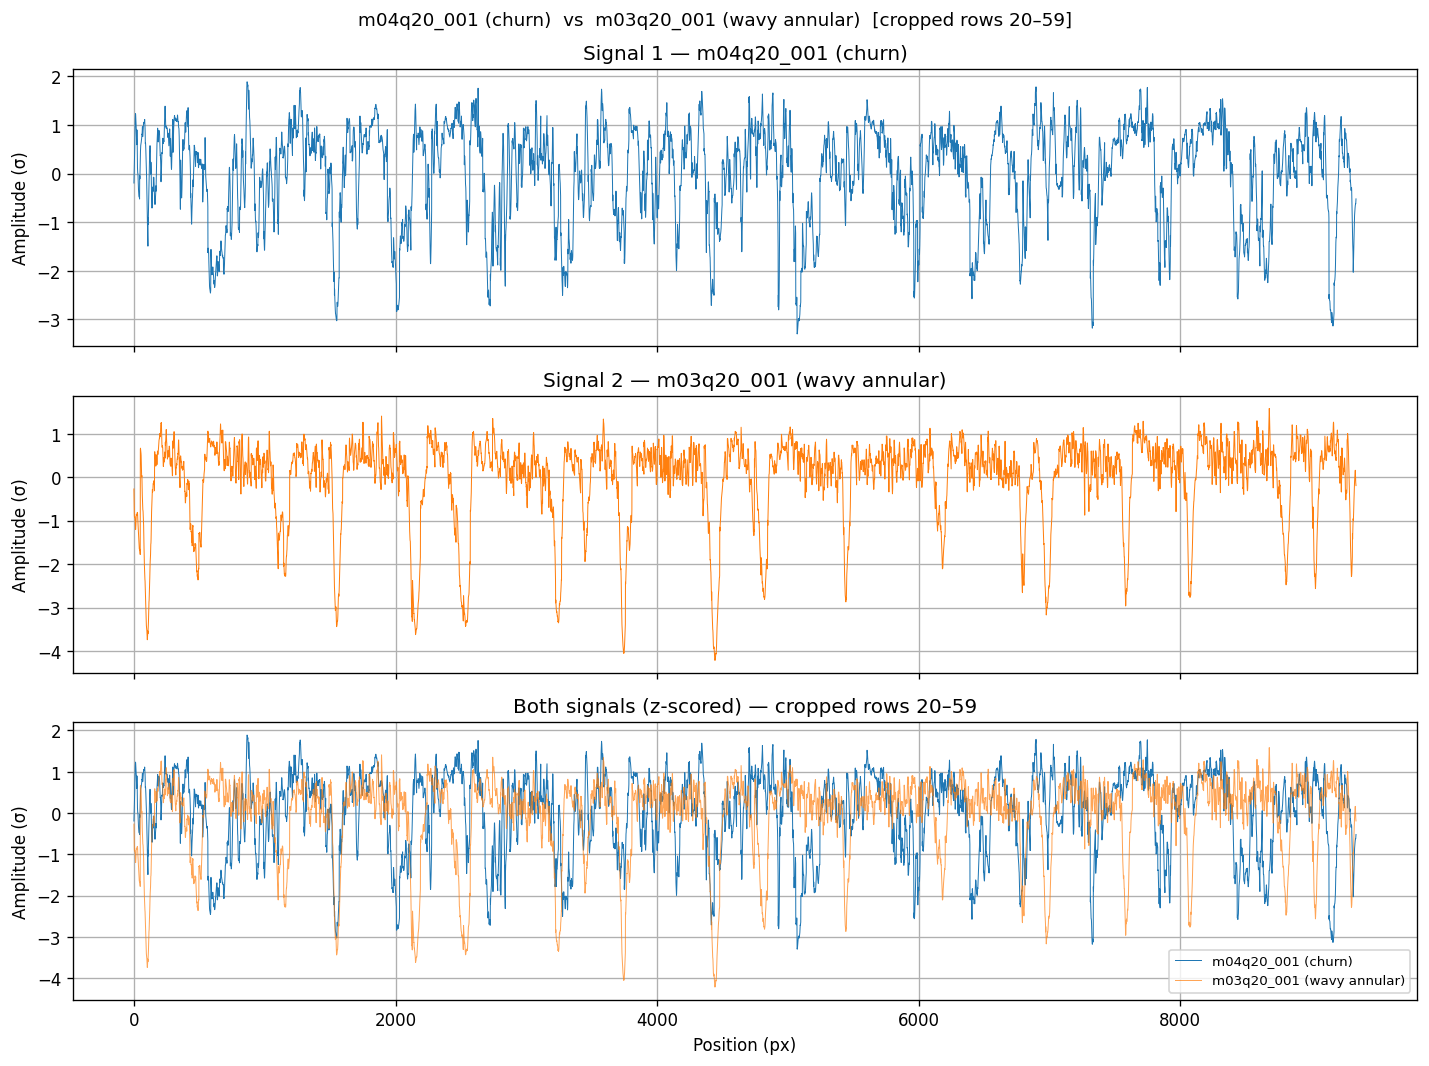 m04q20_001 (churn)  vs  m03q20_001 (wavy annular)  [cropped rows 20–59]
Signal 1 — m04q20_001 (churn)
2
1
0
−1
−2
−3
Amplitude (σ)
Signal 2 — m03q20_001 (wavy annular)
1
0
−1
−2
−3
−4
Amplitude (σ)
Both signals (z-scored) — cropped rows 20–59
2
1
0
−1
−2
−3
−4
Amplitude (σ)
m04q20_001 (churn)
m03q20_001 (wavy annular)
0 2000 4000 6000 8000
Position (px)